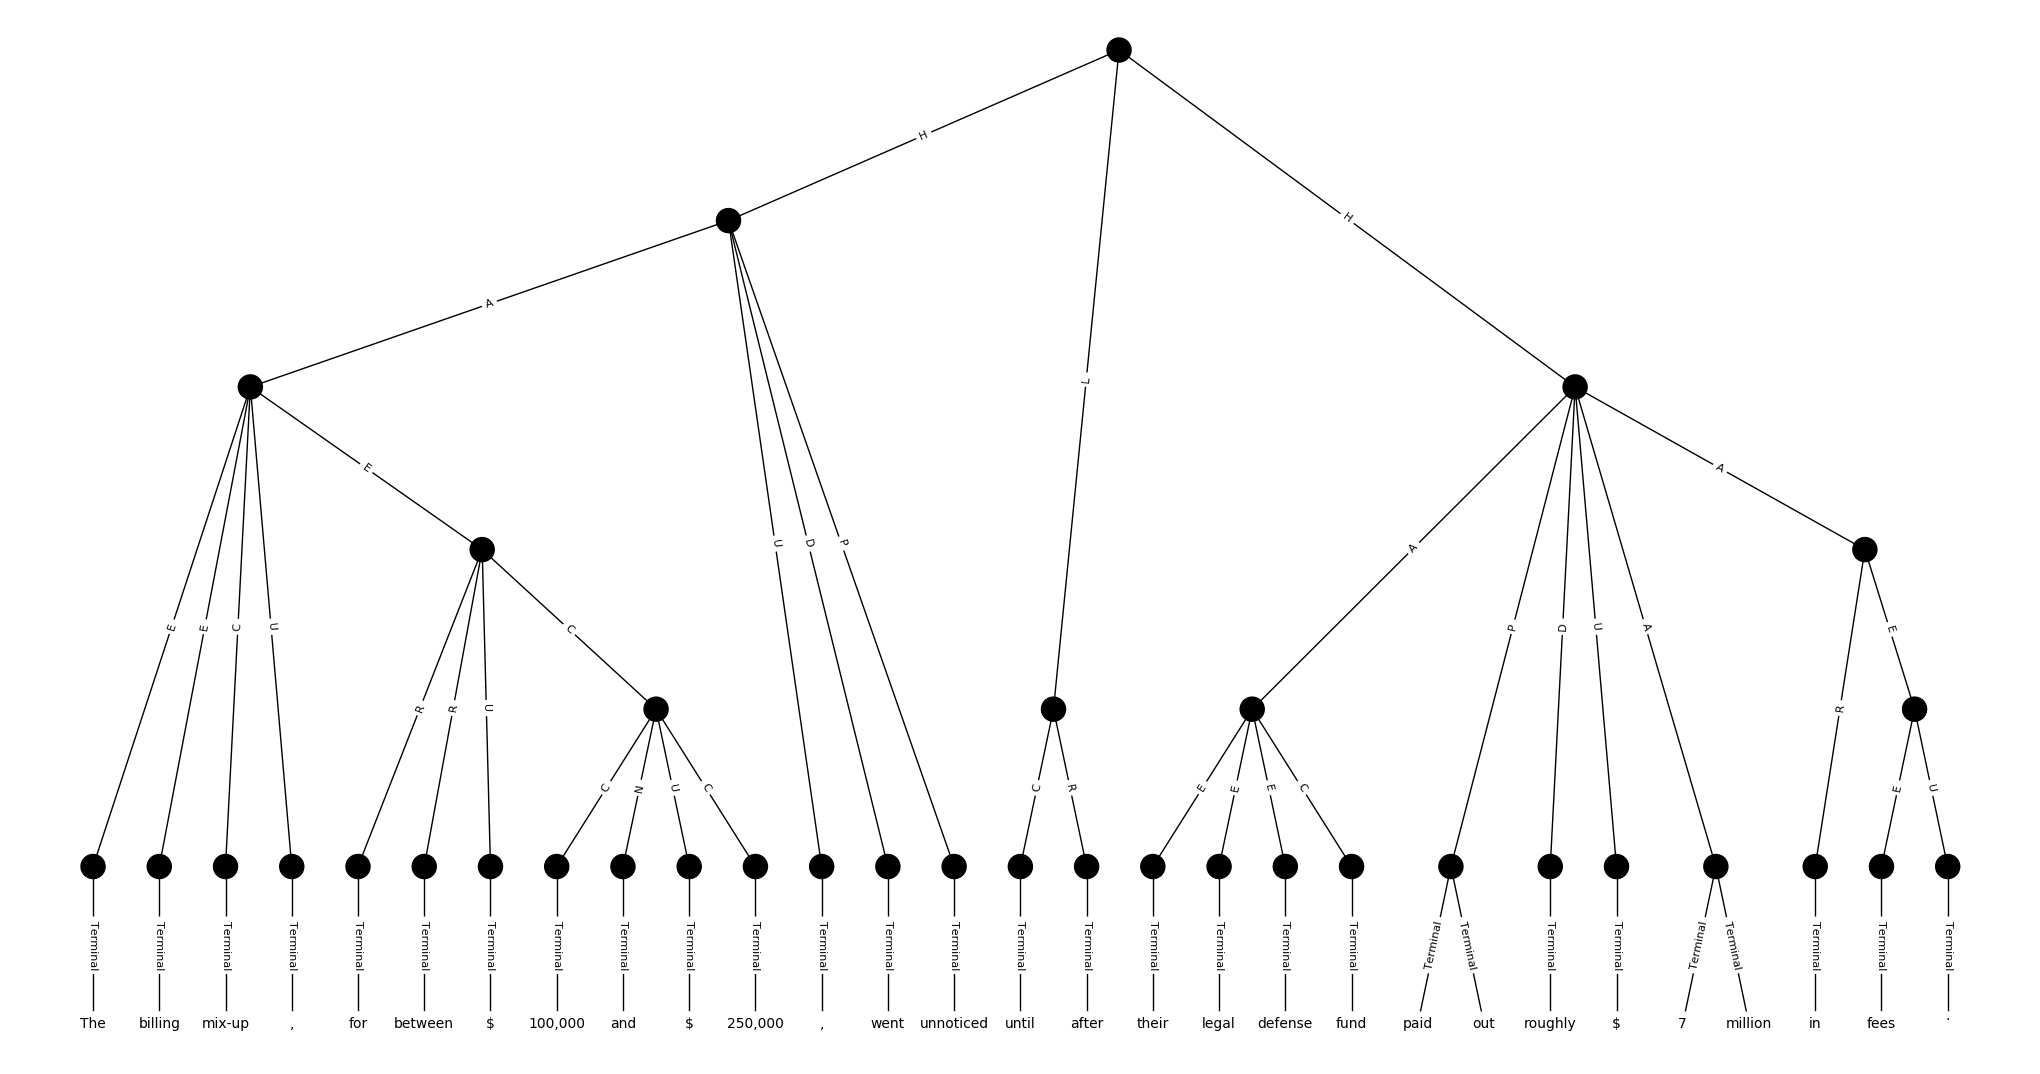 H
H
A
L
E
A
U
D
P
A
E
E
C
U
C
P
D
U
A
E
R
R
U
R
C
N
U
C
C
R
E
E
E
C
E
U
Terminal Terminal Terminal Terminal Terminal Terminal Terminal Terminal Terminal Terminal Terminal Terminal Terminal Terminal Terminal Terminal Terminal Terminal Terminal Terminal Terminal Terminal Terminal Terminal Terminal Terminal Terminal Terminal Terminal
The billing mix-up , for between $ 100,000 and $ 250,000 , went unnoticed until after their legal defense fund paid out roughly $ 7 million in fees .